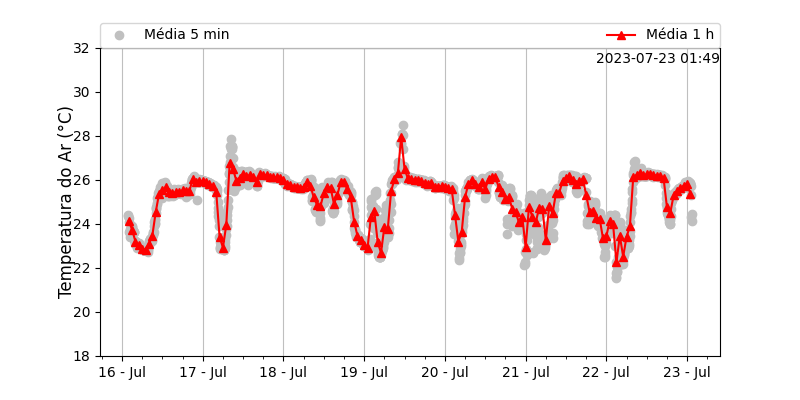 Média 5 min
Média 1 h
2023-07-23 01:49
Temperatura do Ar (°C)
32
30
28
26
24
22
20
18
16 - Jul
17 - Jul
18 - Jul
19 - Jul
20 - Jul
21 - Jul
22 - Jul
23 - Jul